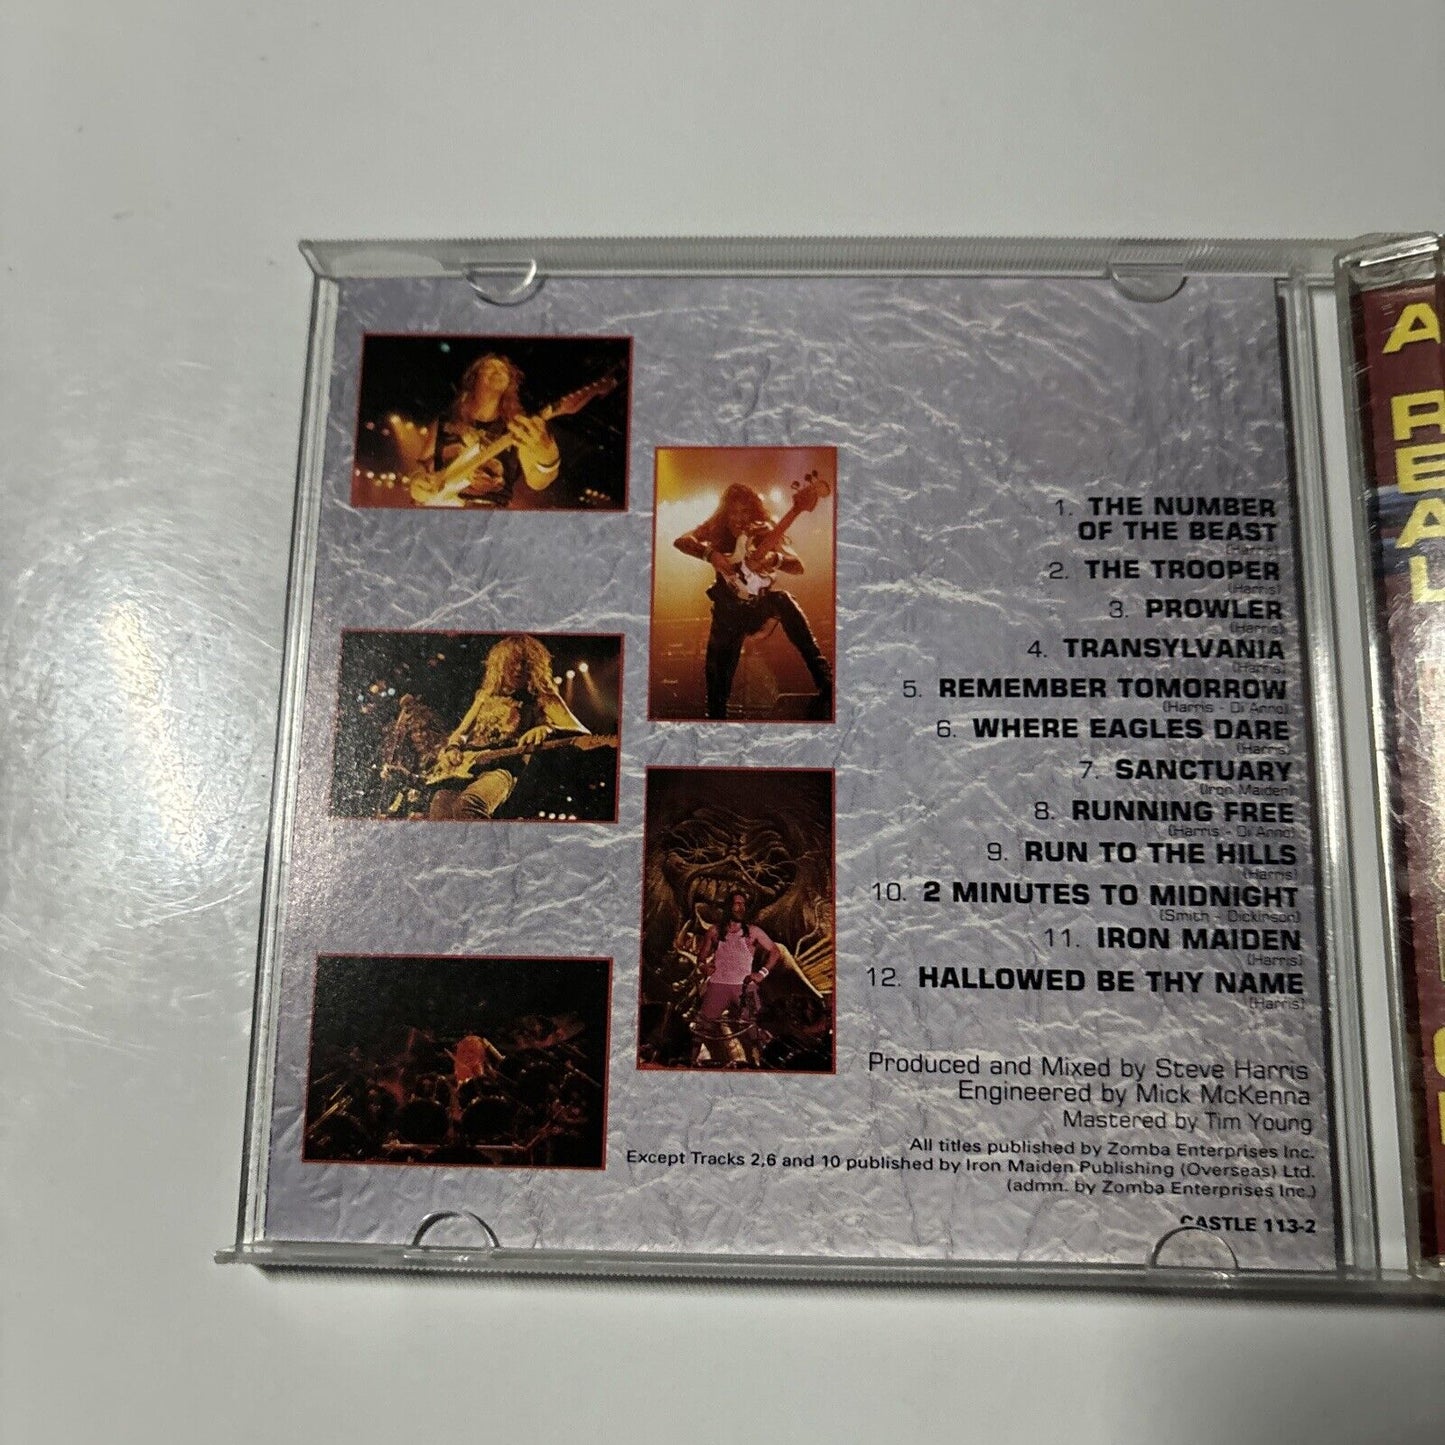 1. THE NUMBER
OF THE BEAST
(Harris)
2. THE TROOPER
(Harris)
3. PROWLER
(Harris)
4. TRANSYLVANIA
(Harris)
5. REMEMBER TOMORROW
(Harris - Di Anno)
6. WHERE EAGLES DARE
(Harris)
7. SANCTUARY
(Iron Maiden)
8. RUNNING FREE
(Harris - Di Anno)
9. RUN TO THE HILLS
(Harris)
10. 2 MINUTES TO MIDNIGHT
(Smith - Dickinson)
11. IRON MAIDEN
(Harris)
12. HALLOWED BE THY NAME
(Harris)
Produced and Mixed by Steve Harris
Engineered by Mick McKenna
Mastered by Tim Young
All titles published by Zomba Enterprises Inc.
Except Tracks 2,6 and 10 published by Iron Maiden Publishing (Overseas) Ltd.
(admn. by Zomba Enterprises Inc.)
CASTLE 113-2
A
REAL